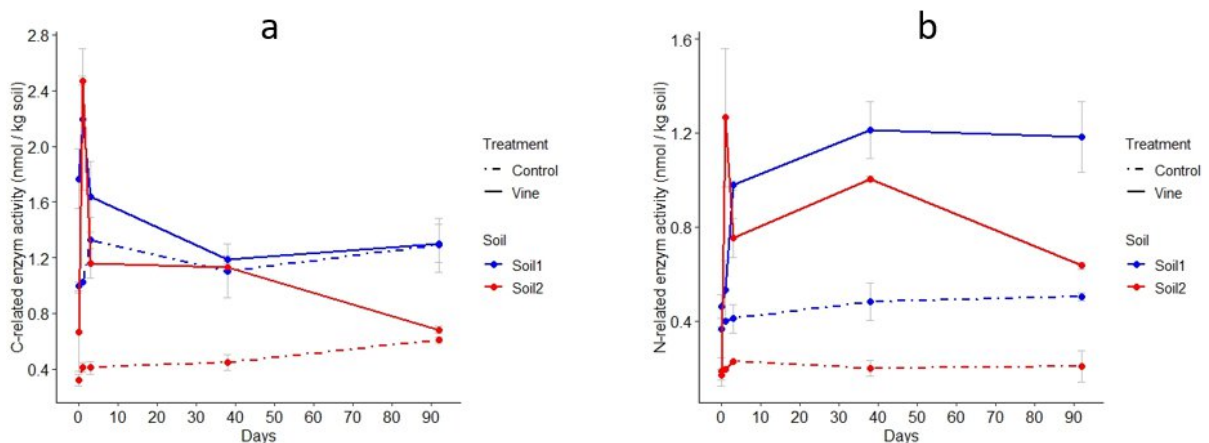 a
2.8
2.4
2.0
1.6
1.2
0.8
0.4
C-related enzym activity (nmol / kg soil)
0 10 20 30 40 50 60 70 80 90
Days
Treatment
Control
Vine
Soil
Soil1
Soil2
b
1.6
1.2
0.8
0.4
N-related enzym activity (nmol / kg soil)
0 10 20 30 40 50 60 70 80 90
Days
Treatment
Control
Vine
Soil
Soil1
Soil2